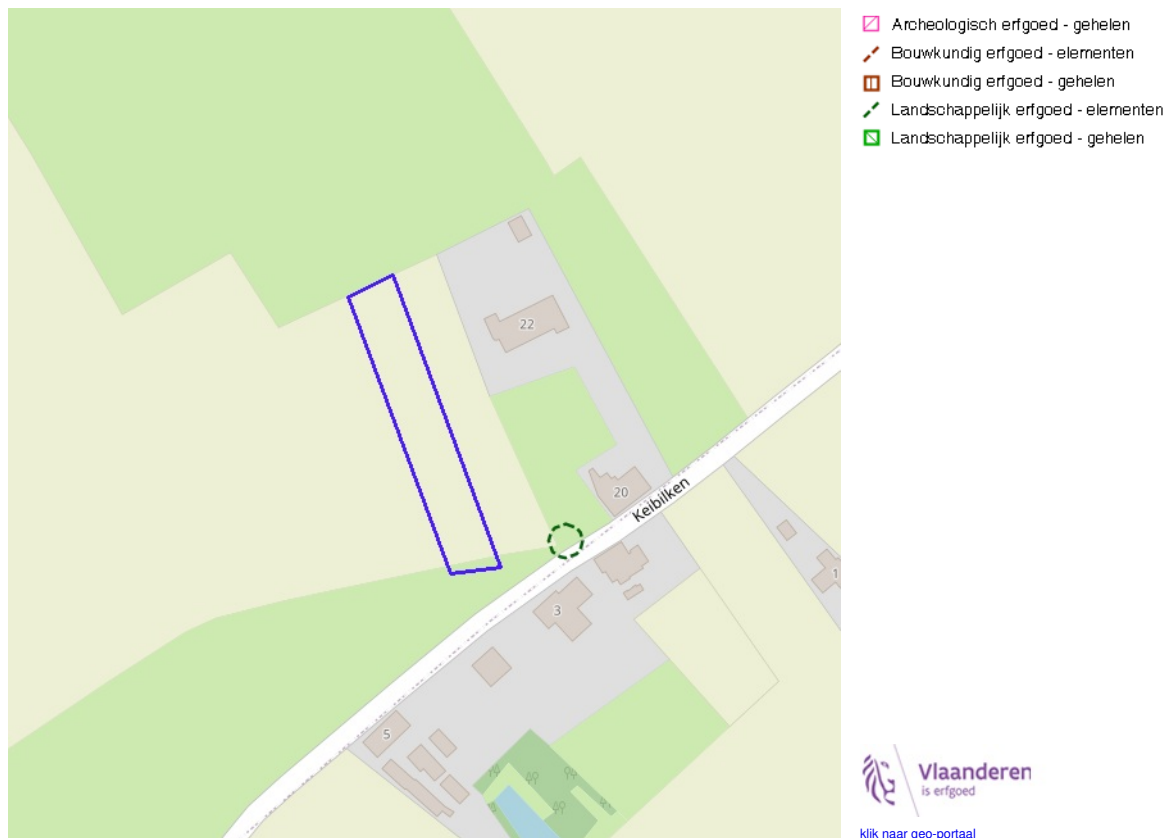 Archeologisch erfgoed - gehelen
Bouwkundig erfgoed - elementen
Bouwkundig erfgoed - gehelen
Landschappelijk erfgoed - elementen
Landschappelijk erfgoed - gehelen
22
20
Keibilken
1
3
5
Vlaanderen
is erfgoed
klik naar geo-portaal